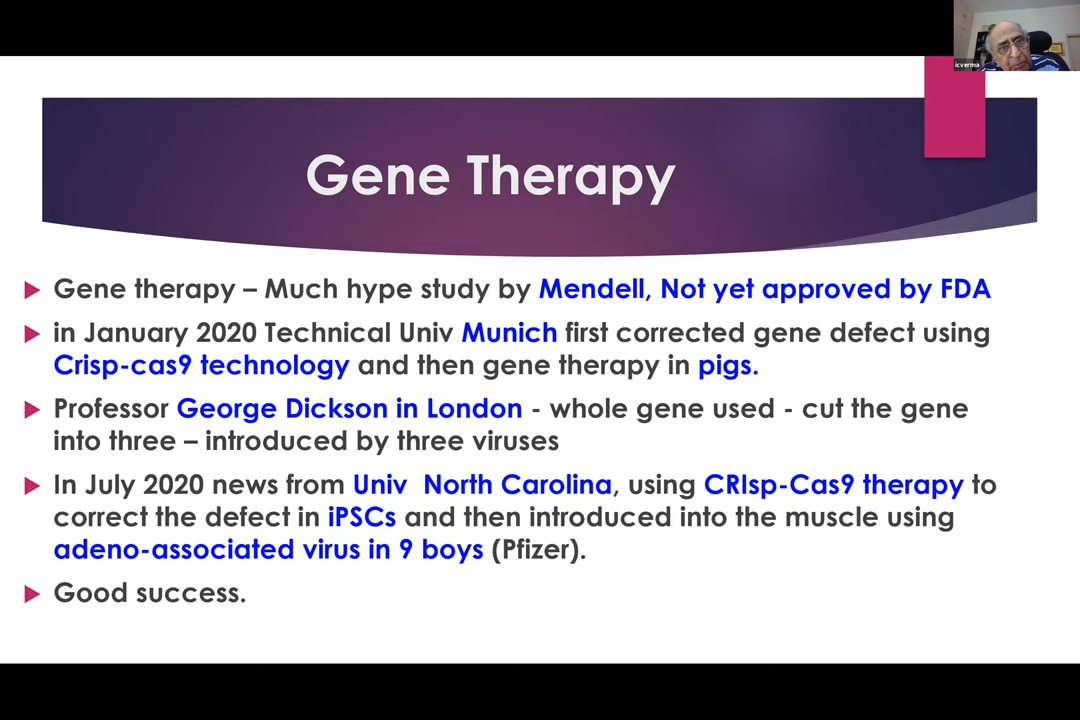 icverma
Gene Therapy
Gene therapy – Much hype study by Mendell, Not yet approved by FDA
in January 2020 Technical Univ Munich first corrected gene defect using
Crisp-cas9 technology and then gene therapy in pigs.
Professor George Dickson in London - whole gene used - cut the gene
into three – introduced by three viruses
In July 2020 news from Univ North Carolina, using CRIsp-Cas9 therapy to
correct the defect in iPSCs and then introduced into the muscle using
adeno-associated virus in 9 boys (Pfizer).
Good success.